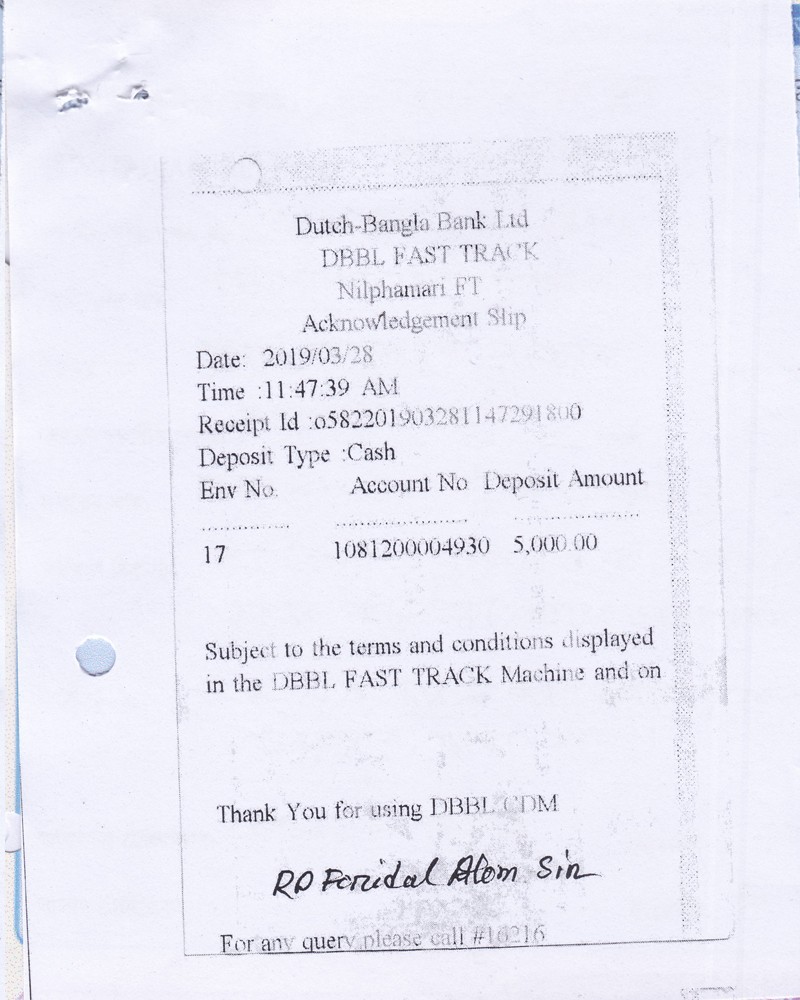 Dutch-Bangla Bank Ltd
DBBL FAST TRACK
Nilphamari FT
Acknowledgement Slip
Date: 2019/03/28
Time :11:47:39 AM
Receipt Id :o582201903281147291800
Deposit Type :Cash
Env No. Account No Deposit Amount
17 1081200004930 5,000.00
Subject to the terms and conditions displayed
in the DBBL FAST TRACK Machine and on
Thank You for using DBBL CDM
RD Foridal Alom Sin
For any query please call #16216